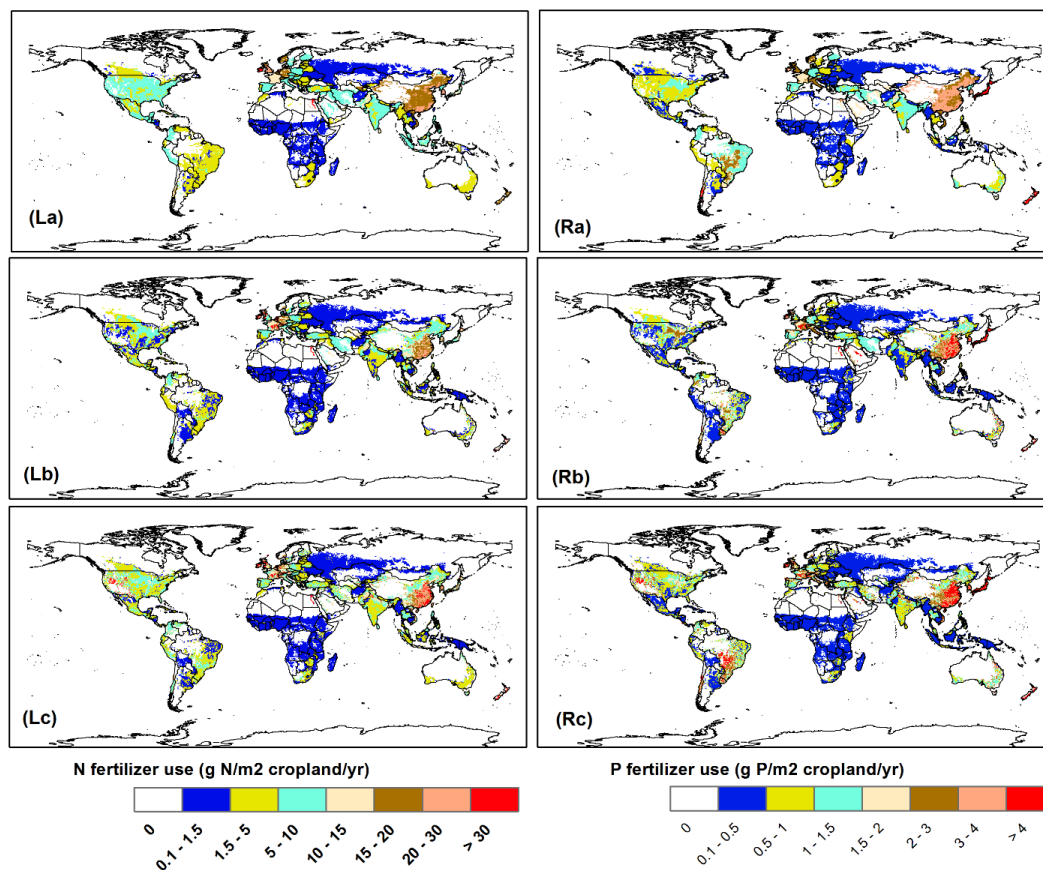 (La)
(Ra)
(Lb)
(Rb)
(Lc)
(Rc)
N fertilizer use (g N/m2 cropland/yr)
P fertilizer use (g P/m2 cropland/yr)
0
0.1 - 1.5
1.5 - 5
5 - 10
10 - 15
15 - 20
20 - 30
> 30
0
0.1 - 0.5
0.5 - 1
1 - 1.5
1.5 - 2
2 - 3
3 - 4
> 4